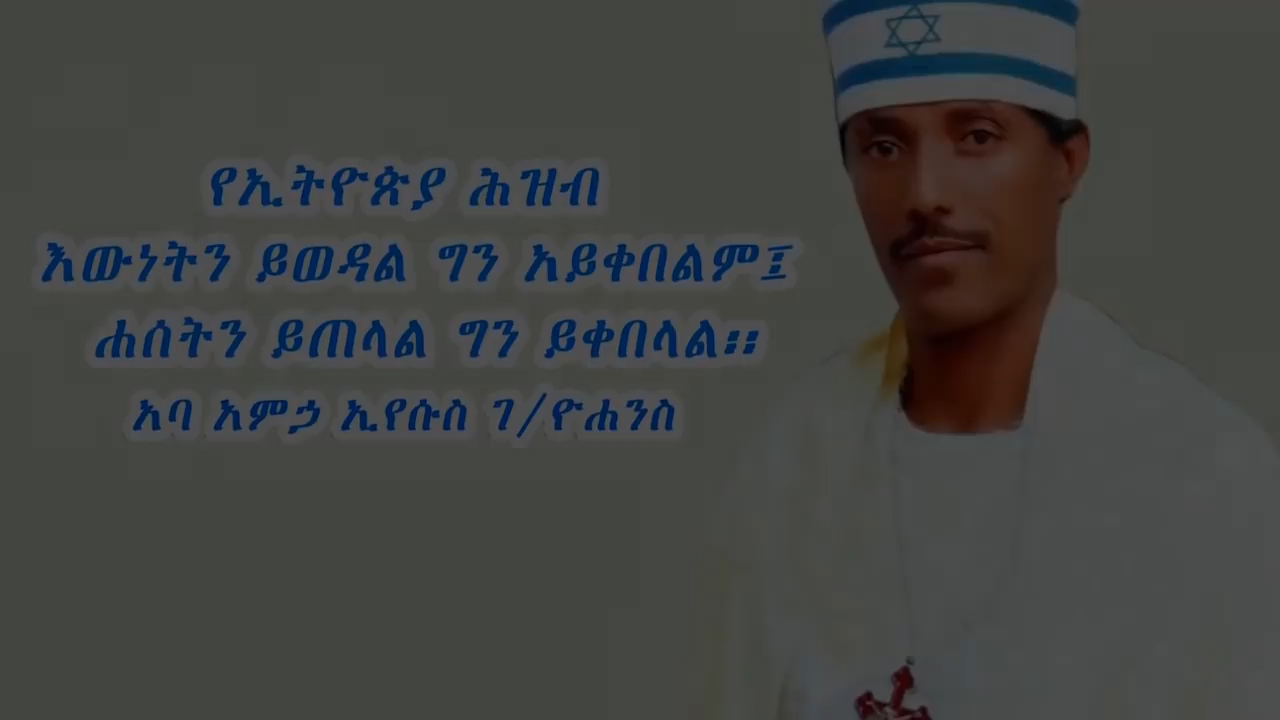 የኢትዮጵያ ሕዝብ
እውነትን ይወዳል ግን አይቀበልም፤
ሐሰትን ይጠላል ግን ይቀበላል፡፡
አባ አምኃ ኢየሱስ ገ/ዮሐንስ